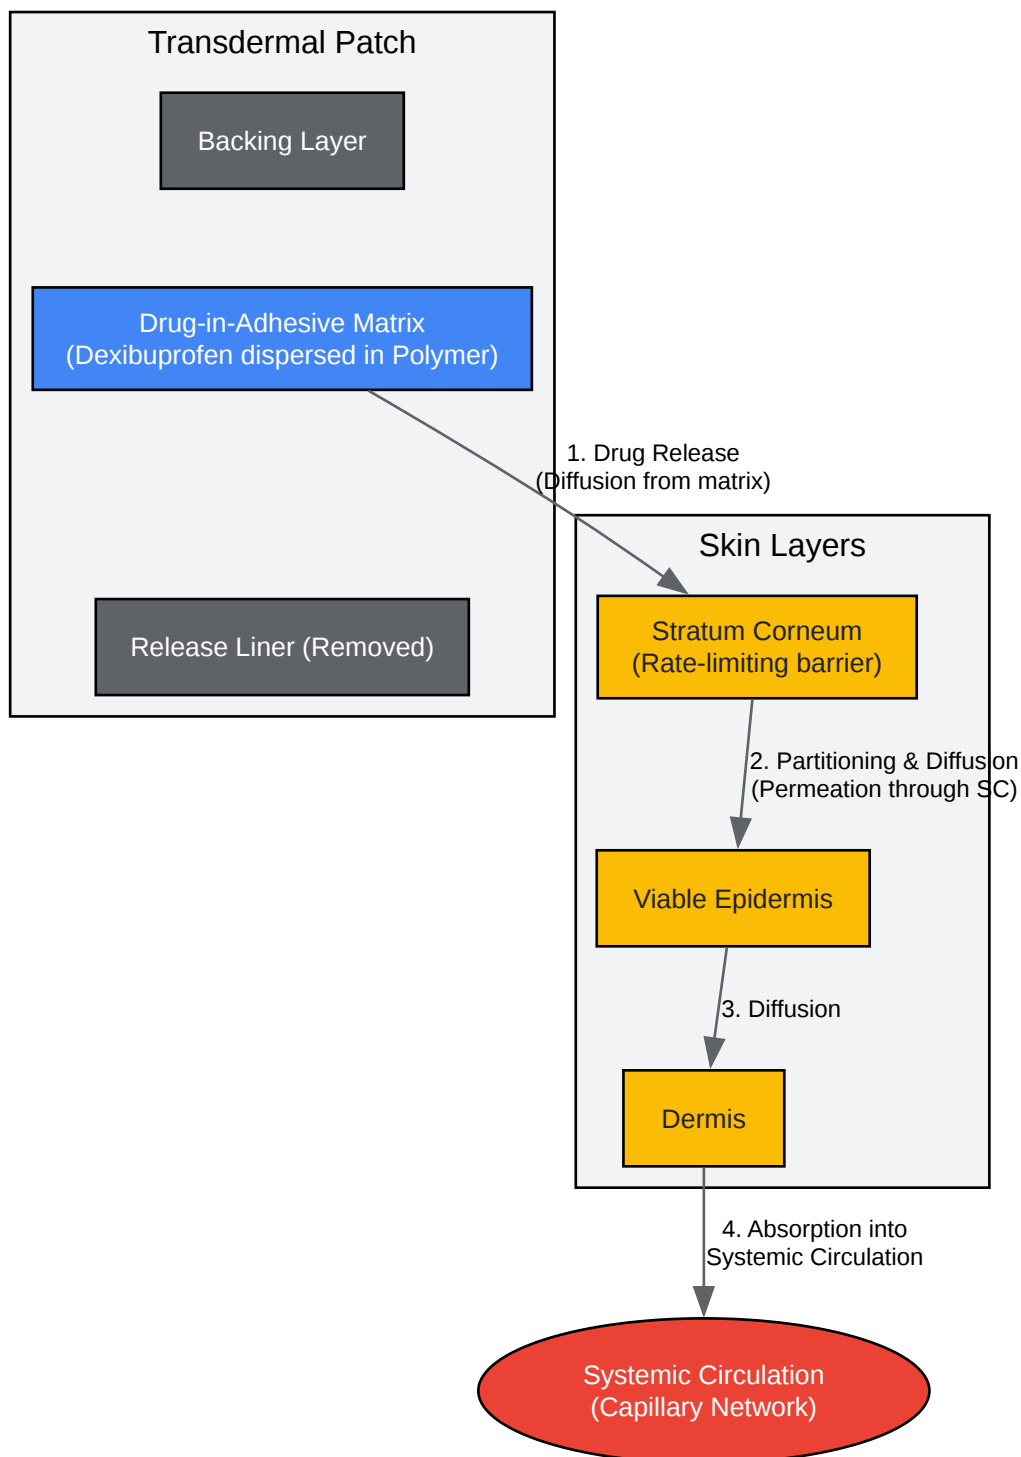 Transdermal Patch
Backing Layer
Drug-in-Adhesive Matrix
(Dexibuprofen dispersed in Polymer)
1. Drug Release
(Diffusion from matrix)
Skin Layers
Stratum Corneum
(Rate-limiting barrier)
Release Liner (Removed)
2. Partitioning & Diffusion
(Permeation through SC)
Viable Epidermis
3. Diffusion
Dermis
4. Absorption into
Systemic Circulation
Systemic Circulation
(Capillary Network)